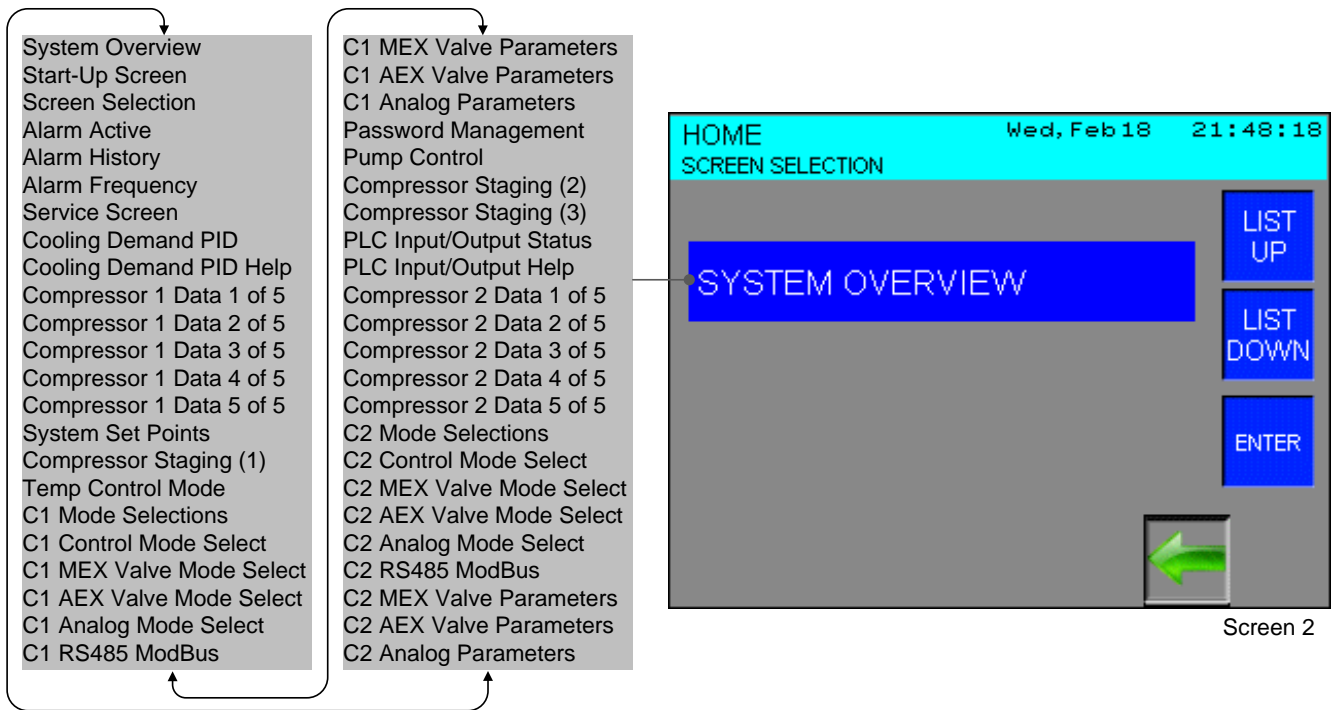 System Overview
Start-Up Screen
Screen Selection
Alarm Active
Alarm History
Alarm Frequency
Service Screen
Cooling Demand PID
Cooling Demand PID Help
Compressor 1 Data 1 of 5
Compressor 1 Data 2 of 5
Compressor 1 Data 3 of 5
Compressor 1 Data 4 of 5
Compressor 1 Data 5 of 5
System Set Points
Compressor Staging (1)
Temp Control Mode
C1 Mode Selections
C1 Control Mode Select
C1 MEX Valve Mode Select
C1 AEX Valve Mode Select
C1 Analog Mode Select
C1 RS485 ModBus
C1 MEX Valve Parameters
C1 AEX Valve Parameters
C1 Analog Parameters
Password Management
Pump Control
Compressor Staging (2)
Compressor Staging (3)
PLC Input/Output Status
PLC Input/Output Help
Compressor 2 Data 1 of 5
Compressor 2 Data 2 of 5
Compressor 2 Data 3 of 5
Compressor 2 Data 4 of 5
Compressor 2 Data 5 of 5
C2 Mode Selections
C2 Control Mode Select
C2 MEX Valve Mode Select
C2 AEX Valve Mode Select
C2 Analog Mode Select
C2 RS485 ModBus
C2 MEX Valve Parameters
C2 AEX Valve Parameters
C2 Analog Parameters
HOME Wed, Feb 18 21:48:18
SCREEN SELECTION
LIST
UP
SYSTEM OVERVIEW
LIST
DOWN
ENTER
Screen 2